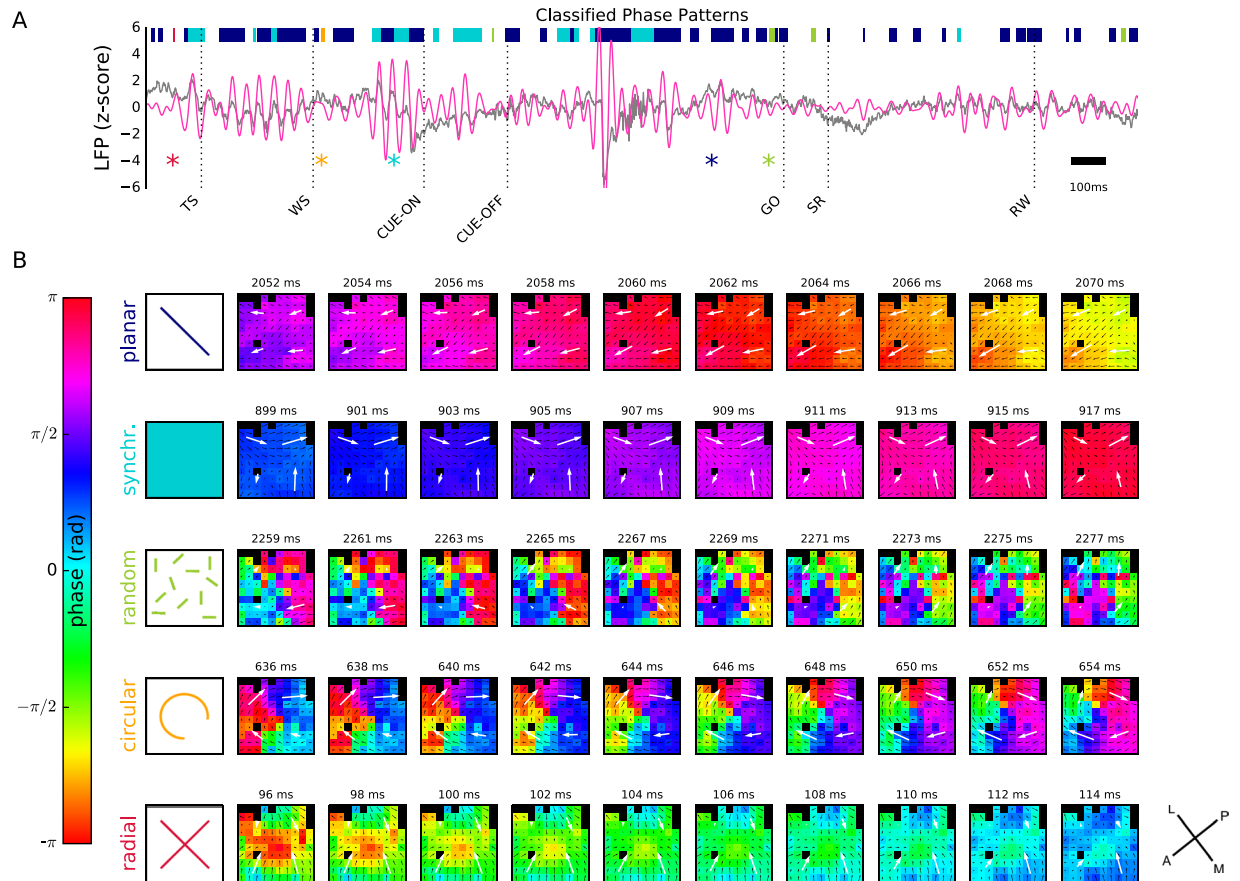 A
Classified Phase Patterns
LFP (z-score)
6
4
2
0
−2
−4
−6
TS
WS
CUE-ON
CUE-OFF
GO
SR
RW
100ms
B
phase (rad)
π
π/2
0
−π/2
-π
planar
2052 ms 2054 ms 2056 ms 2058 ms 2060 ms 2062 ms 2064 ms 2066 ms 2068 ms 2070 ms
synchr.
899 ms 901 ms 903 ms 905 ms 907 ms 909 ms 911 ms 913 ms 915 ms 917 ms
random
2259 ms 2261 ms 2263 ms 2265 ms 2267 ms 2269 ms 2271 ms 2273 ms 2275 ms 2277 ms
circular
636 ms 638 ms 640 ms 642 ms 644 ms 646 ms 648 ms 650 ms 652 ms 654 ms
radial
96 ms 98 ms 100 ms 102 ms 104 ms 106 ms 108 ms 110 ms 112 ms 114 ms
L P
A M